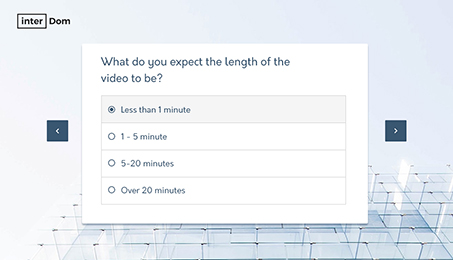 inter Dom
What do you expect the length of the
video to be?
Less than 1 minute
1 - 5 minute
5-20 minutes
Over 20 minutes